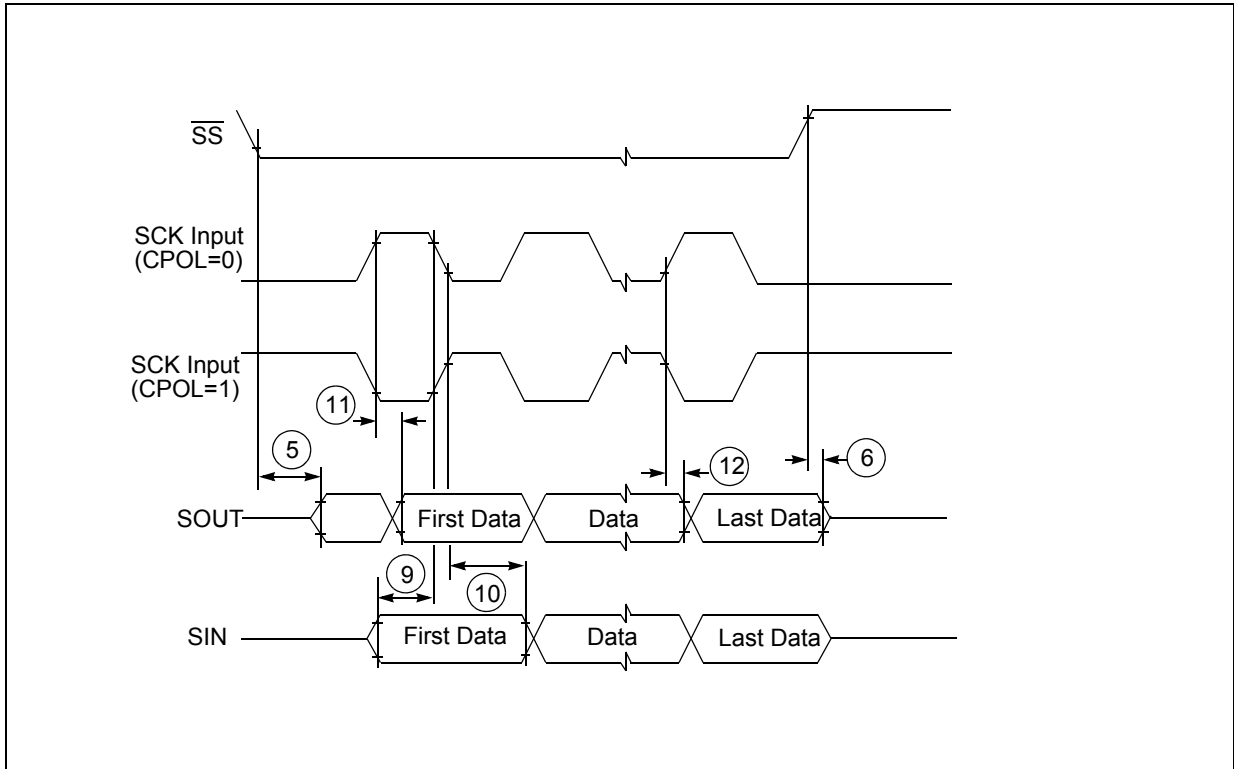 SS
SCK Input
(CPOL=0)
SCK Input
(CPOL=1)
11
5
12
6
SOUT
First Data
Data
Last Data
9
10
SIN
First Data
Data
Last Data